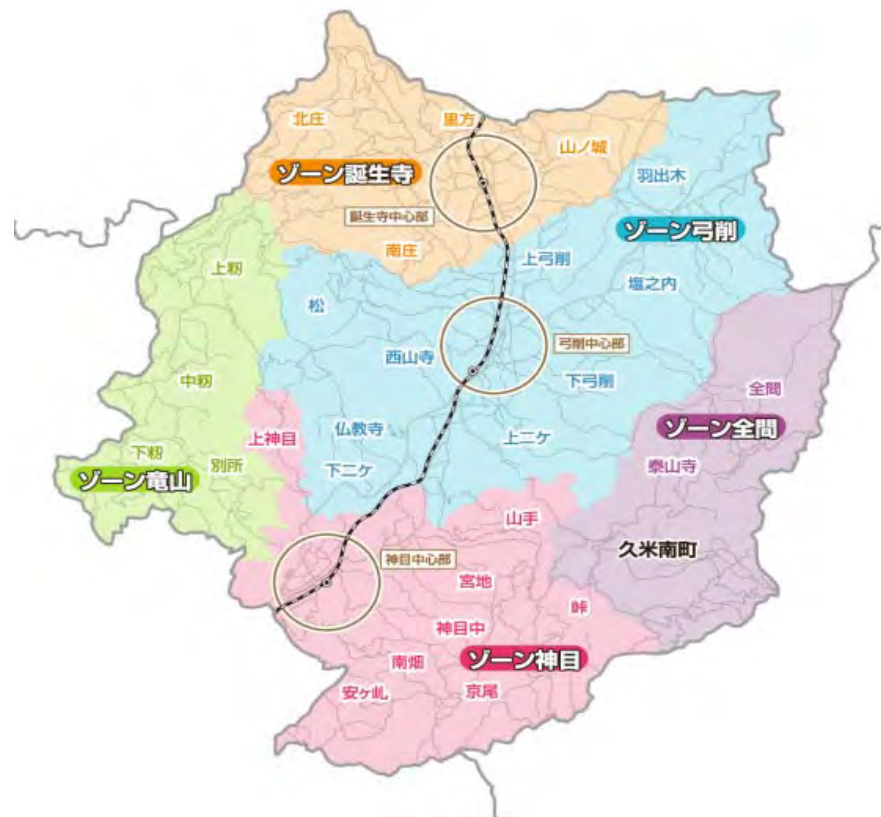 北庄
里方
山ノ城
ゾーン誕生寺
羽出木
誕生寺中心部
ゾーン弓削
南庄
上弓削
上籾
塩之内
松
弓削中心部
西山寺
中籾
下弓削
全間
仏教寺
上二ケ
ゾーン全間
上神目
下籾
別所
下二ケ
泰山寺
ゾーン竜山
山手
久米南町
神目中心部
宮地
峠
神目中
南畑
ゾーン神目
安ヶ乢
京尾